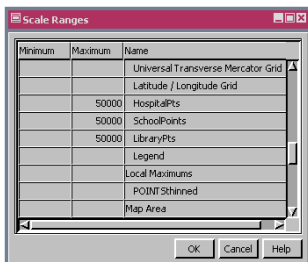 Scale Ranges
Minimum Maximum Name
Universal Transverse Mercator Grid
Latitude / Longitude Grid
50000 HospitalPts
50000 SchoolPoints
50000 LibraryPts
Legend
Local Maximums
POINTSthinned
Map Area
OK Cancel Help